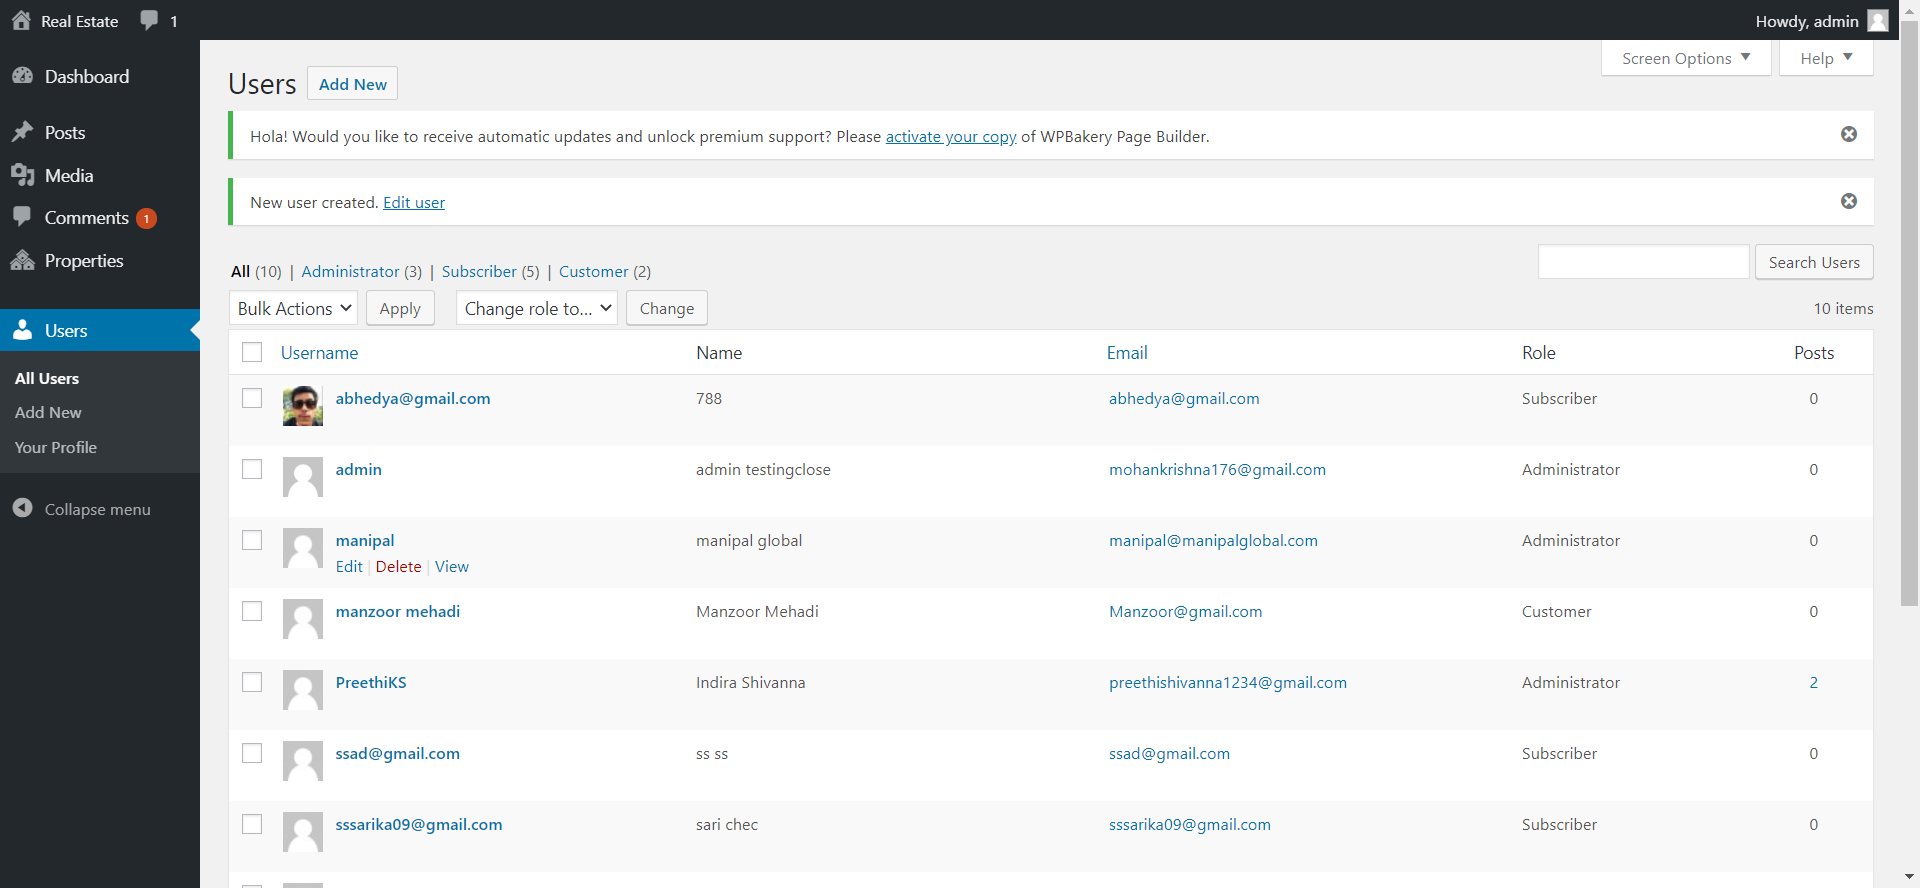 Real Estate 1 Howdy, admin
Dashboard
Posts
Media
Comments 1
Properties
Users
All Users
Add New
Your Profile
Collapse menu
Screen Options Help
Users Add New
Hola! Would you like to receive automatic updates and unlock premium support? Please activate your copy of WPBakery Page Builder.
New user created. Edit user
All (10) | Administrator (3) | Subscriber (5) | Customer (2)
Search Users
Bulk Actions Apply Change role to... Change 10 items
Username Name Email Role Posts
abhedya@gmail.com 788 abhedya@gmail.com Subscriber 0
admin admin testingclose mohankrishna176@gmail.com Administrator 0
manipal manipal global manipal@manipalglobal.com Administrator 0
Edit | Delete | View
manzoor mehadi Manzoor Mehadi Manzoor@gmail.com Customer 0
PreethiKS Indira Shivanna preethishivanna1234@gmail.com Administrator 2
ssad@gmail.com ss ss ssad@gmail.com Subscriber 0
sssarika09@gmail.com sari chec sssarika09@gmail.com Subscriber 0